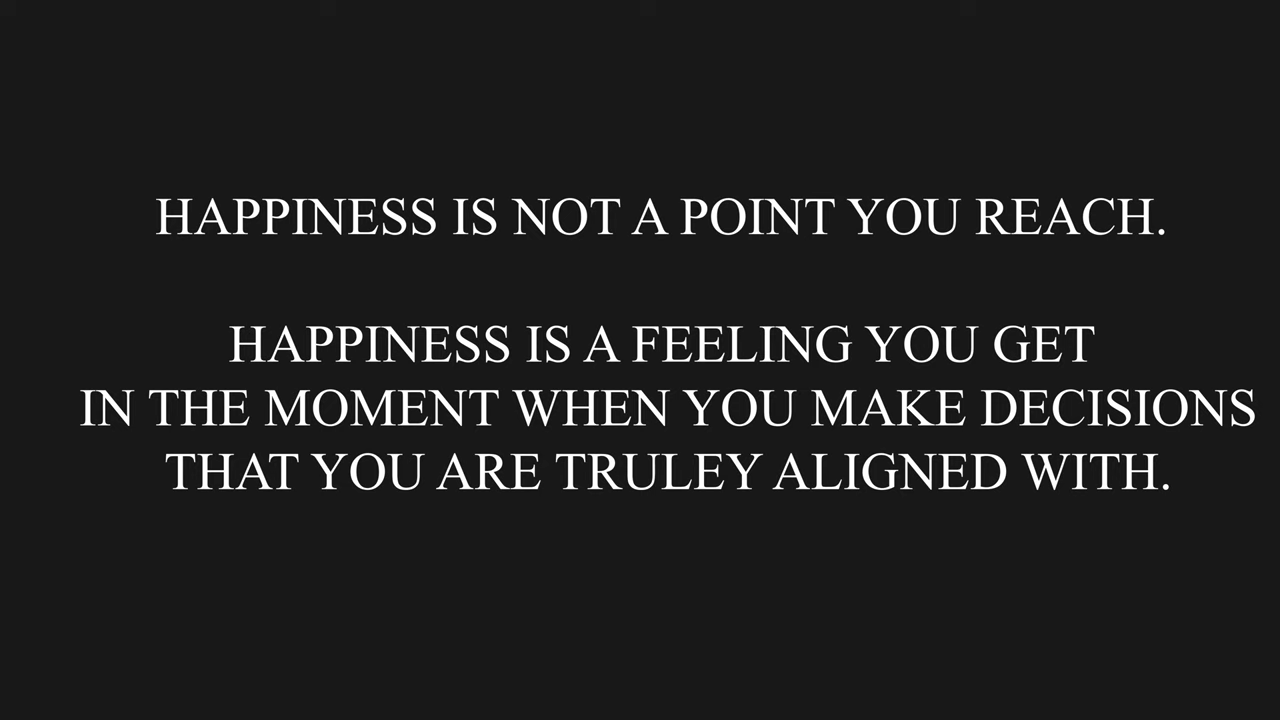 HAPPINESS IS NOT A POINT YOU REACH.
HAPPINESS IS A FEELING YOU GET
IN THE MOMENT WHEN YOU MAKE DECISIONS
THAT YOU ARE TRULEY ALIGNED WITH.